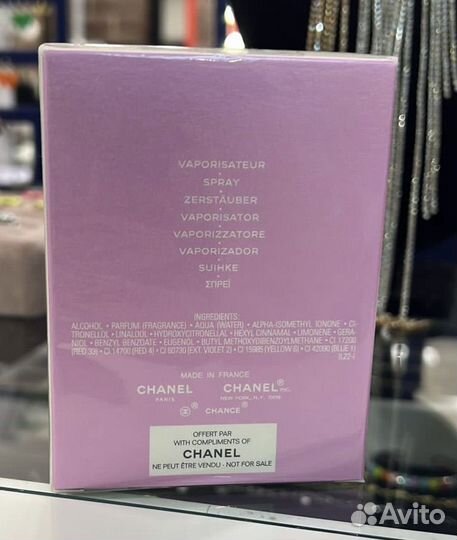 VAPORISATEUR
SPRAY
ZERSTÄUBER
VAPORISATOR
VAPORIZZATORE
VAPORIZADOR
SUIHKE
ΣΠΡΕΪ
INGREDIENTS:
ALCOHOL • PARFUM (FRAGRANCE) • AQUA (WATER) • ALPHA-ISOMETHYL IONONE • CI-
TRONELLOL • LINALOOL • HYDROXYCITRONELLAL • HEXYL CINNAMAL • LIMONENE • GERA-
NIOL • BENZYL BENZOATE • EUGENOL • BUTYL METHOXYDIBENZOYLMETHANE • CI 17200
(RED 33) • CI 14700 (RED 4) • CI 60730 (EXT. VIOLET 2) • CI 15985 (YELLOW 6) • CI 42090 (BLUE 1)
IL22-I
MADE IN FRANCE
CHANEL CHANEL® INC.
PARIS NEW YORK, N.Y. 10019
® CHANCE®
OFFERT PAR
WITH COMPLIMENTS OF
CHANEL
NE PEUT ÊTRE VENDU - NOT FOR SALE
Avito